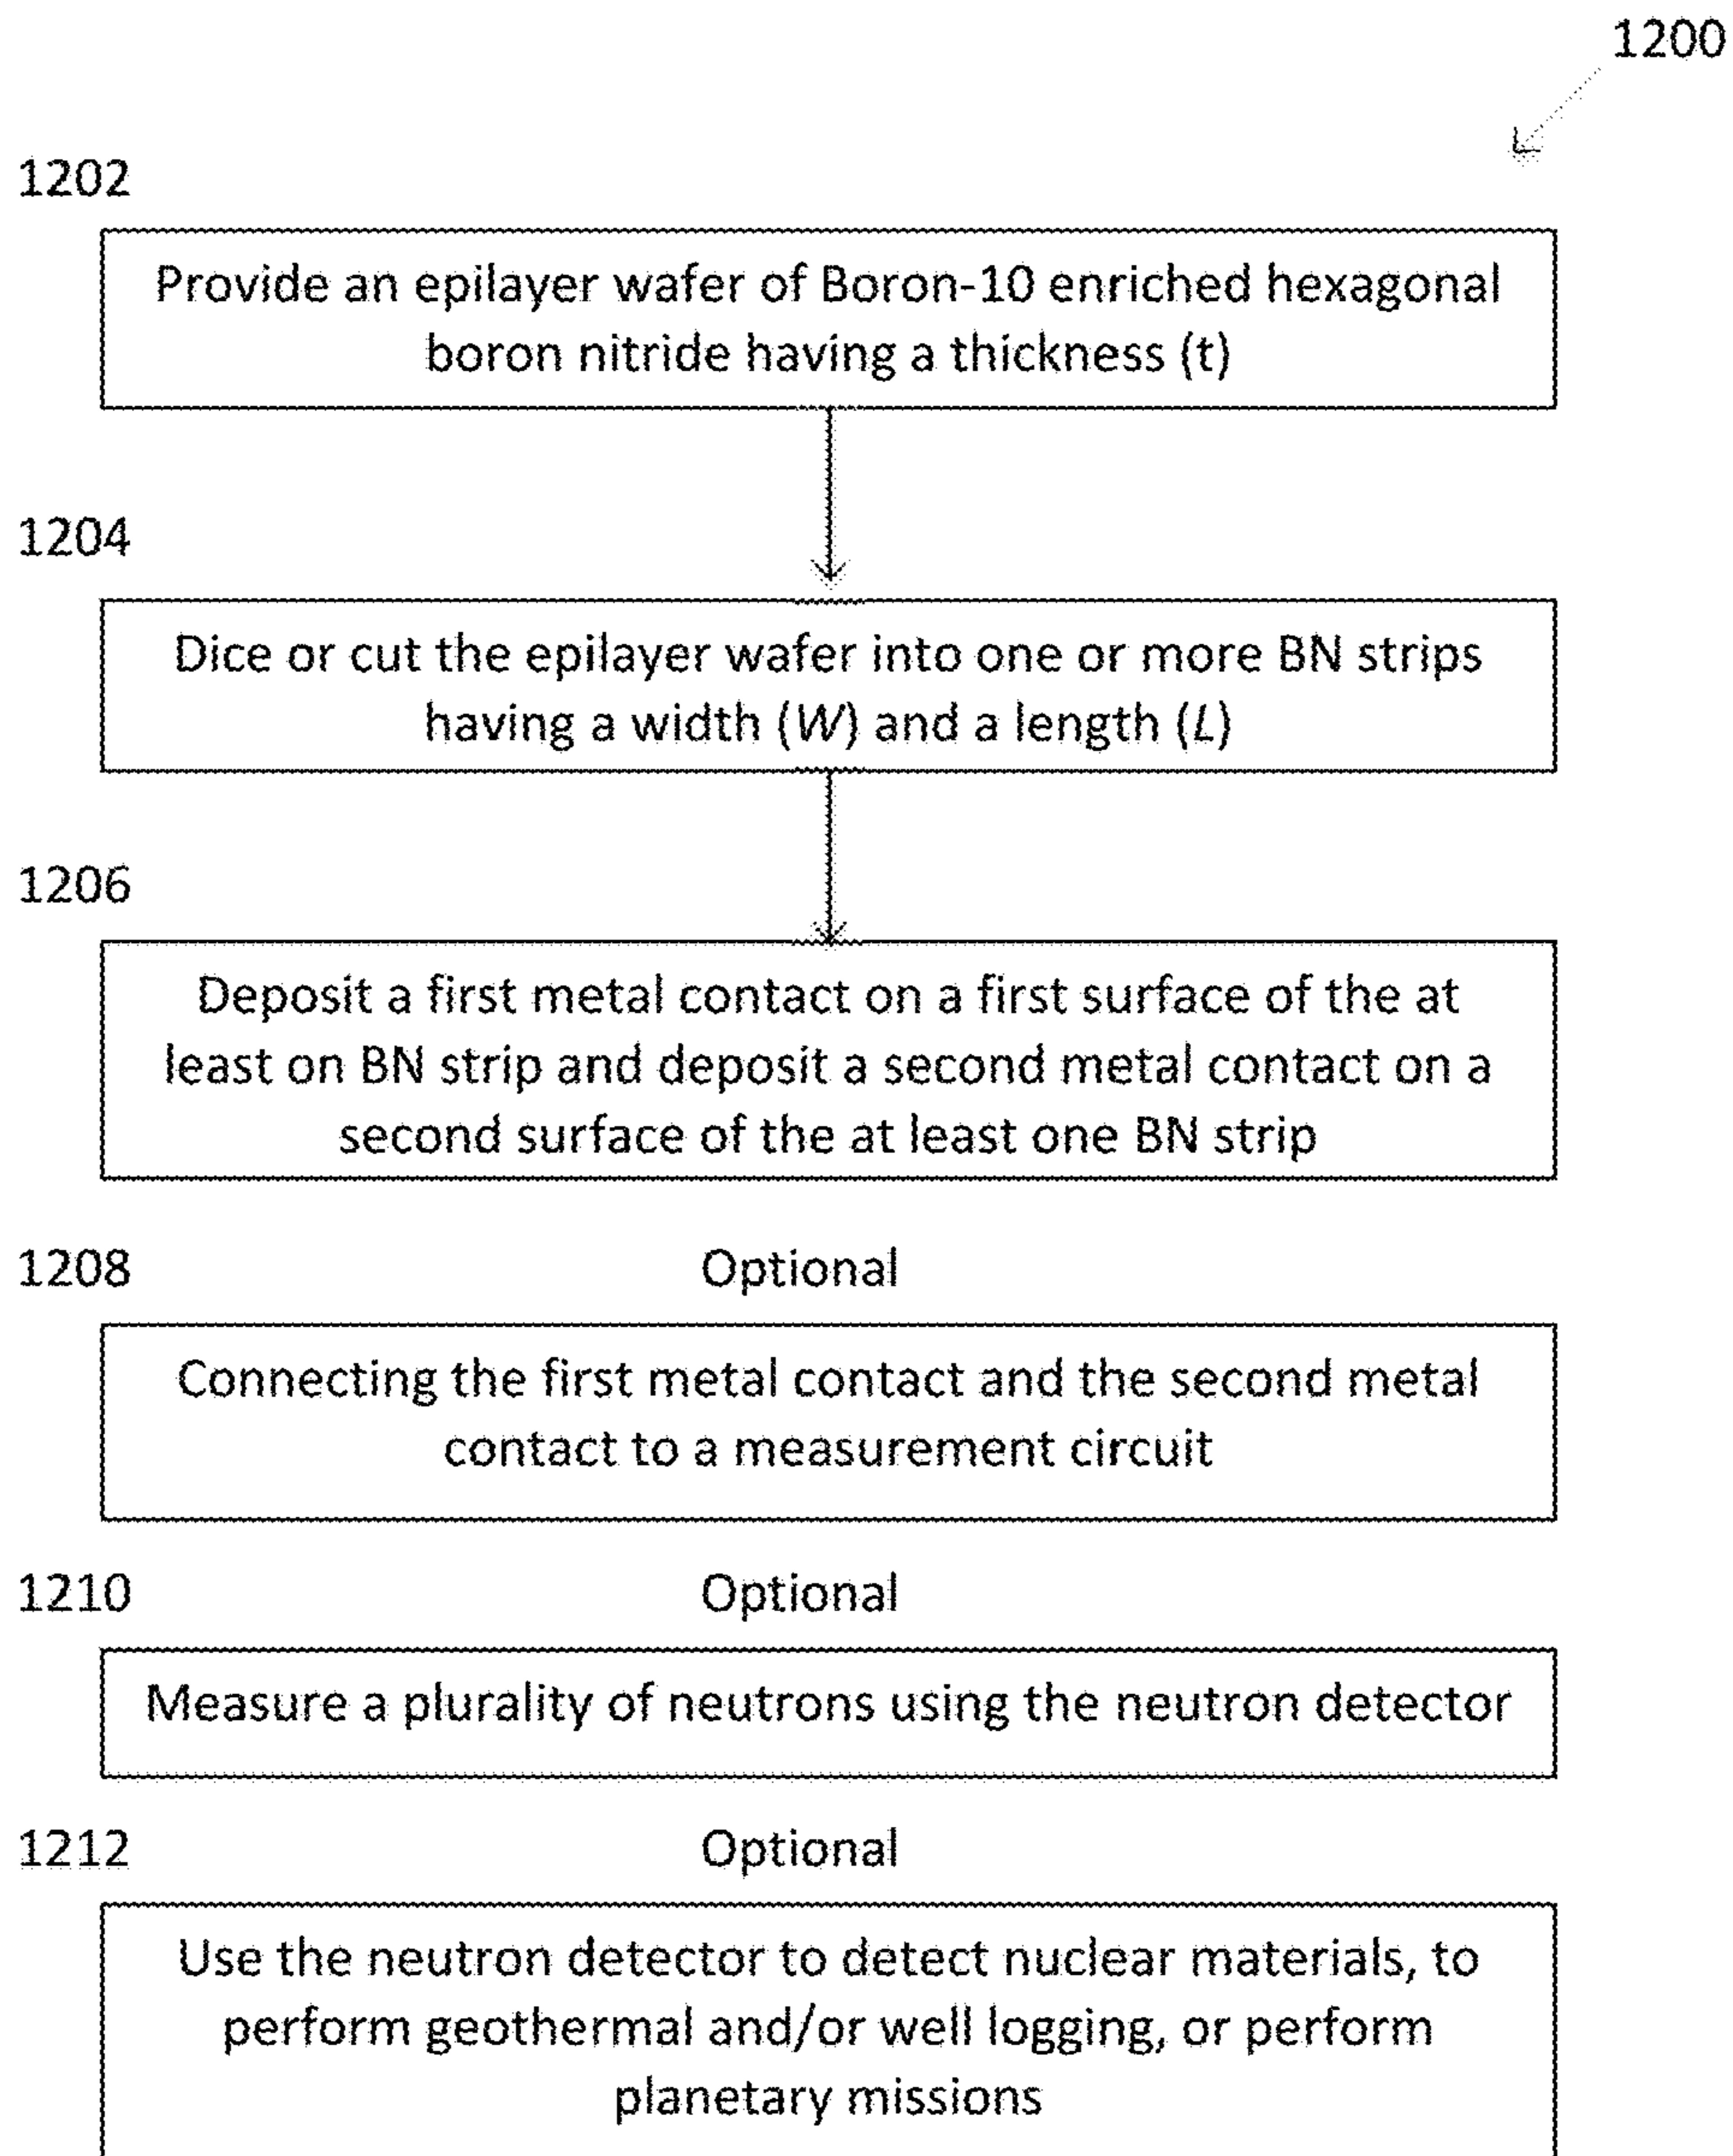 1200
1202
Provide an epilayer wafer of Boron-10 enriched hexagonal
boron nitride having a thickness (t)
1204
Dice or cut the epilayer wafer into one or more BN strips
having a width (W) and a length (L)
1206
Deposit a first metal contact on a first surface of the at
least on BN strip and deposit a second metal contact on a
second surface of the at least one BN strip
1208
Optional
Connecting the first metal contact and the second metal
contact to a measurement circuit
1210
Optional
Measure a plurality of neutrons using the neutron detector
1212
Optional
Use the neutron detector to detect nuclear materials, to
perform geothermal and/or well logging, or perform
planetary missions